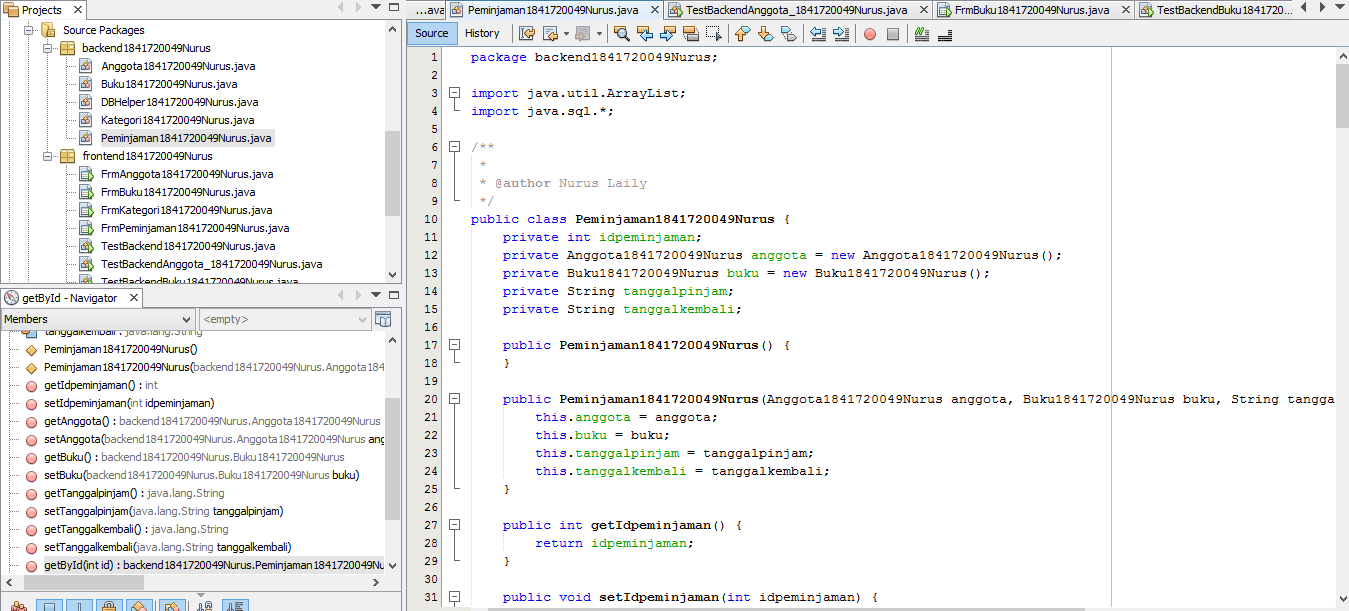 Projects
Source Packages
backend1841720049Nurus
Anggota1841720049Nurus.java
Buku1841720049Nurus.java
DBHelper1841720049Nurus.java
Kategori1841720049Nurus.java
Peminjaman1841720049Nurus.java
frontend1841720049Nurus
FrmAnggota1841720049Nurus.java
FrmBuku1841720049Nurus.java
FrmKategori1841720049Nurus.java
FrmPeminjaman1841720049Nurus.java
TestBackend1841720049Nurus.java
TestBackendAnggota_1841720049Nurus.java
TestBackendBuku1841720049Nurus.java
getById - Navigator
Members
<empty>
tanggalkembali : java.lang.String
Peminjaman1841720049Nurus()
Peminjaman1841720049Nurus(backend1841720049Nurus.Anggota184
getIdpeminjaman() : int
setIdpeminjaman(int idpeminjaman)
getAnggota() : backend1841720049Nurus.Anggota1841720049Nurus
setAnggota(backend1841720049Nurus.Anggota1841720049Nurus ang
getBuku() : backend1841720049Nurus.Buku1841720049Nurus
setBuku(backend1841720049Nurus.Buku1841720049Nurus buku)
getTanggalpinjam() : java.lang.String
setTanggalpinjam(java.lang.String tanggalpinjam)
getTanggalkembali() : java.lang.String
setTanggalkembali(java.lang.String tanggalkembali)
getById(int id) : backend1841720049Nurus.Peminjaman1841720049Nu
...ava Peminjaman1841720049Nurus.java TestBackendAnggota_1841720049Nurus.java FrmBuku1841720049Nurus.java TestBackendBuku184172​0...
Source History
1 package backend1841720049Nurus;
2
3 import java.util.ArrayList;
4 import java.sql.*;
5
6 /**
7 *
8 * @author Nurus Laily
9 */
10 public class Peminjaman1841720049Nurus {
11 private int idpeminjaman;
12 private Anggota1841720049Nurus anggota = new Anggota1841720049Nurus();
13 private Buku1841720049Nurus buku = new Buku1841720049Nurus();
14 private String tanggalpinjam;
15 private String tanggalkembali;
16
17 public Peminjaman1841720049Nurus() {
18 }
19
20 public Peminjaman1841720049Nurus(Anggota1841720049Nurus anggota, Buku1841720049Nurus buku, String tangga
21 this.anggota = anggota;
22 this.buku = buku;
23 this.tanggalpinjam = tanggalpinjam;
24 this.tanggalkembali = tanggalkembali;
25 }
26
27 public int getIdpeminjaman() {
28 return idpeminjaman;
29 }
30
31 public void setIdpeminjaman(int idpeminjaman) {